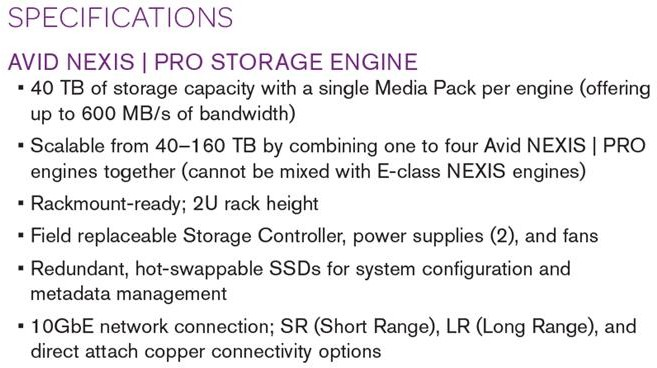 SPECIFICATIONS
AVID NEXIS | PRO STORAGE ENGINE
▪ 40 TB of storage capacity with a single Media Pack per engine (offering
up to 600 MB/s of bandwidth)
▪ Scalable from 40–160 TB by combining one to four Avid NEXIS | PRO
engines together (cannot be mixed with E-class NEXIS engines)
▪ Rackmount-ready; 2U rack height
▪ Field replaceable Storage Controller, power supplies (2), and fans
▪ Redundant, hot-swappable SSDs for system configuration and
metadata management
▪ 10GbE network connection; SR (Short Range), LR (Long Range), and
direct attach copper connectivity options